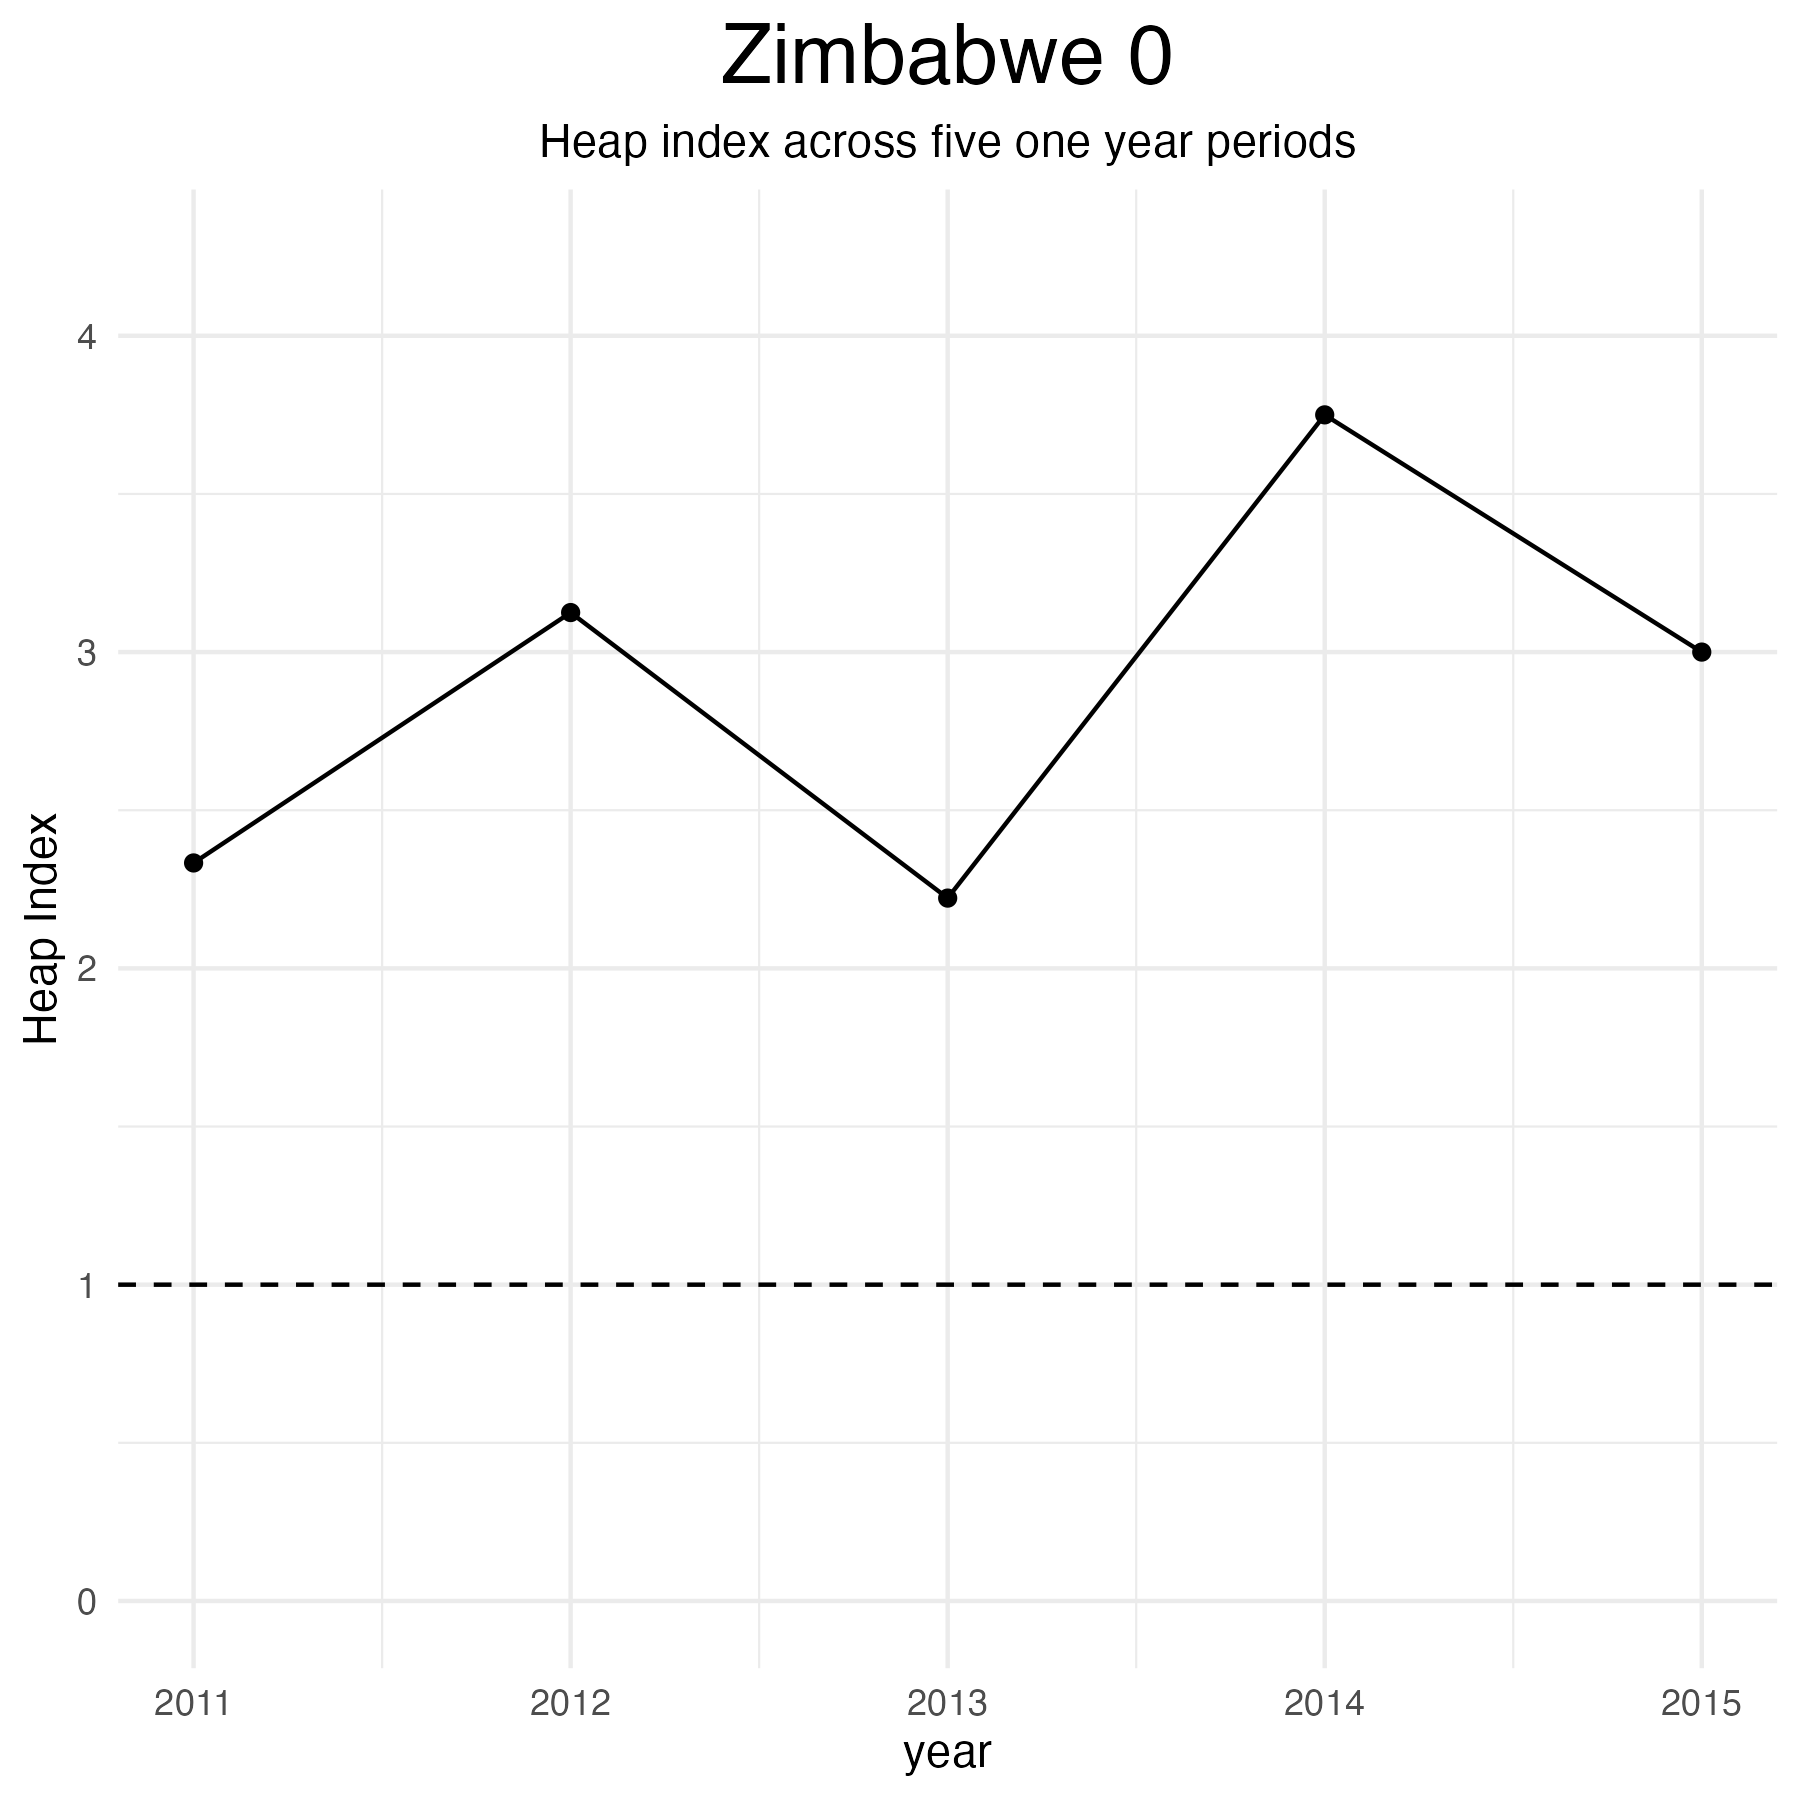 Zimbabwe 0
Heap index across five one year periods
Heap Index
4
3
2
1
0
2011 2012 2013 2014 2015
year